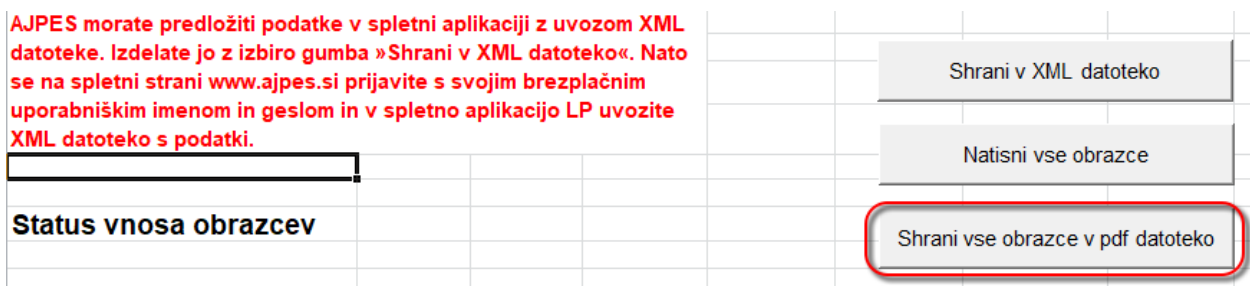 AJPES morate predložiti podatke v spletni aplikaciji z uvozom XML
datoteke. Izdelate jo z izbiro gumba »Shrani v XML datoteko«. Nato
se na spletni strani www.ajpes.si prijavite s svojim brezplačnim
uporabniškim imenom in geslom in v spletno aplikacijo LP uvozite
XML datoteko s podatki.
Shrani v XML datoteko
Natisni vse obrazce
Status vnosa obrazcev
Shrani vse obrazce v pdf datoteko